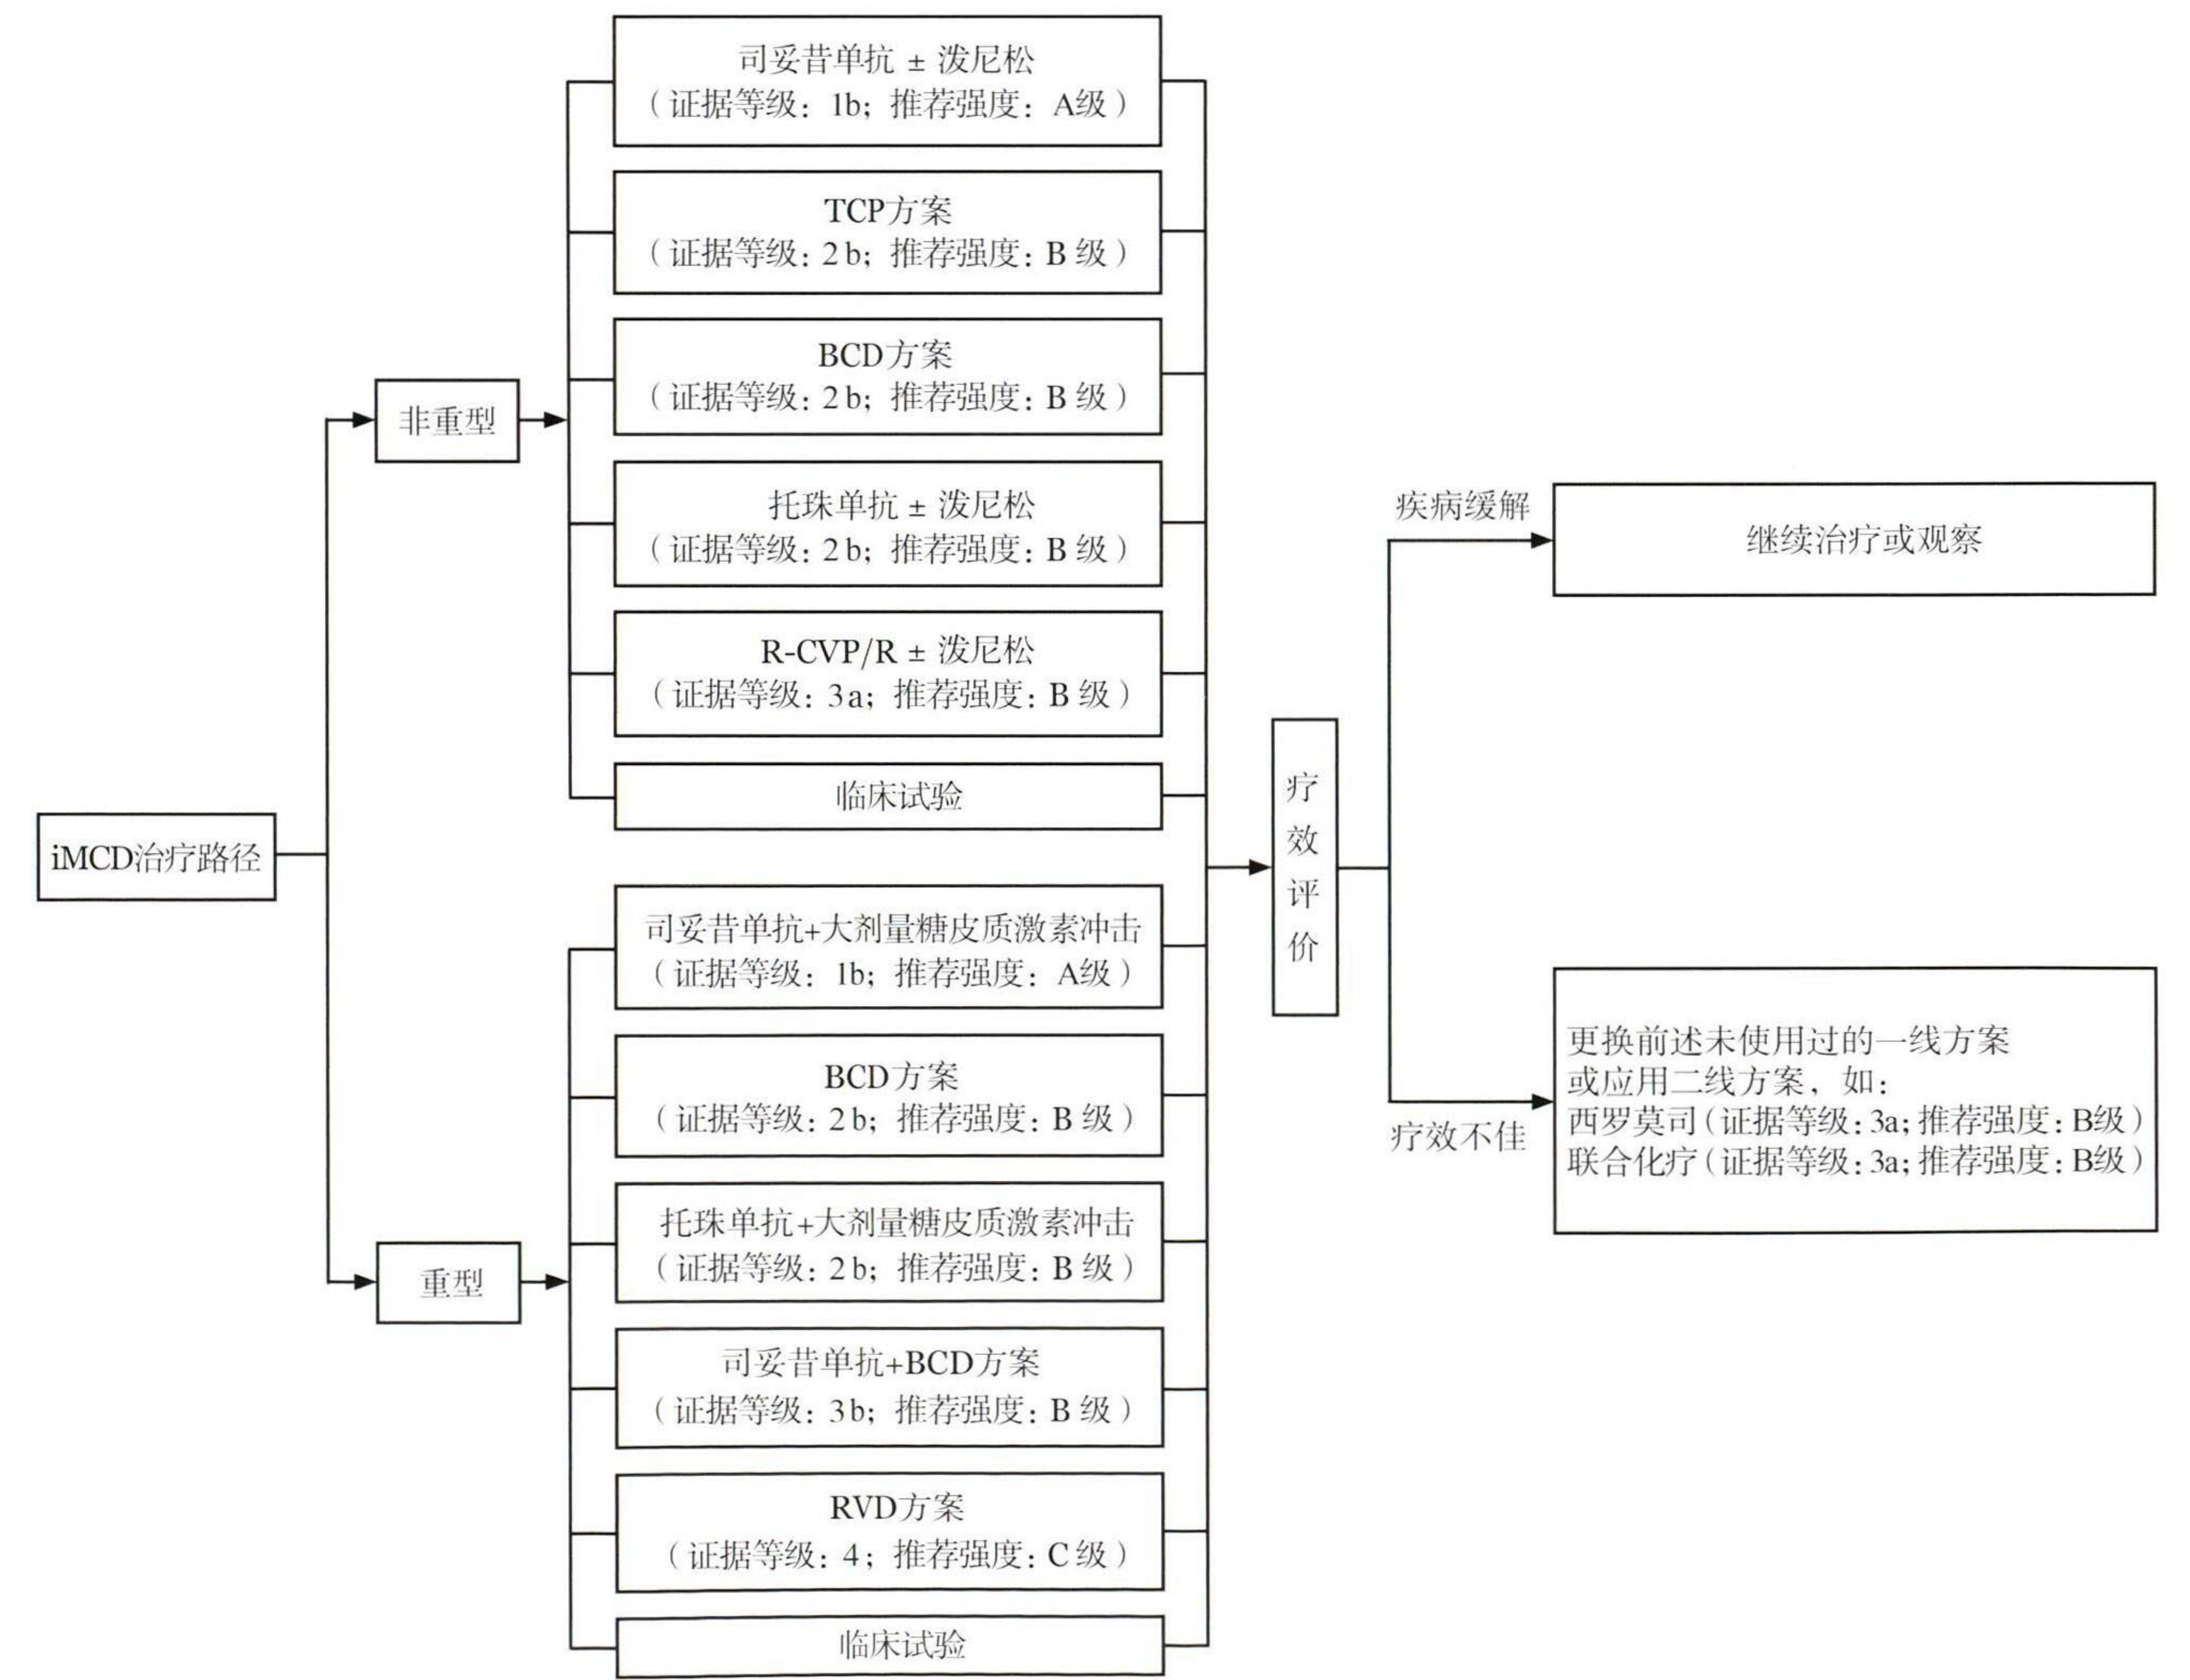 iMCD治疗路径
非重型
司妥昔单抗 ± 泼尼松
（证据等级：1b；推荐强度：A级）
TCP方案
（证据等级：2b；推荐强度：B 级）
BCD方案
（证据等级：2b；推荐强度：B 级）
托珠单抗 ± 泼尼松
（证据等级：2b；推荐强度：B 级）
R-CVP/R ± 泼尼松
（证据等级：3a；推荐强度：B 级）
临床试验
重型
司妥昔单抗+大剂量糖皮质激素冲击
（证据等级：1b；推荐强度：A级）
BCD方案
（证据等级：2b；推荐强度：B 级）
托珠单抗+大剂量糖皮质激素冲击
（证据等级：2b；推荐强度：B 级）
司妥昔单抗+BCD方案
（证据等级：3b；推荐强度：B 级）
RVD方案
（证据等级：4；推荐强度：C 级）
临床试验
疗
效
评
价
疾病缓解
继续治疗或观察
疗效不佳
更换前述未使用过的一线方案
或应用二线方案，如：
西罗莫司（证据等级：3a；推荐强度：B级）
联合化疗（证据等级：3a；推荐强度：B级）